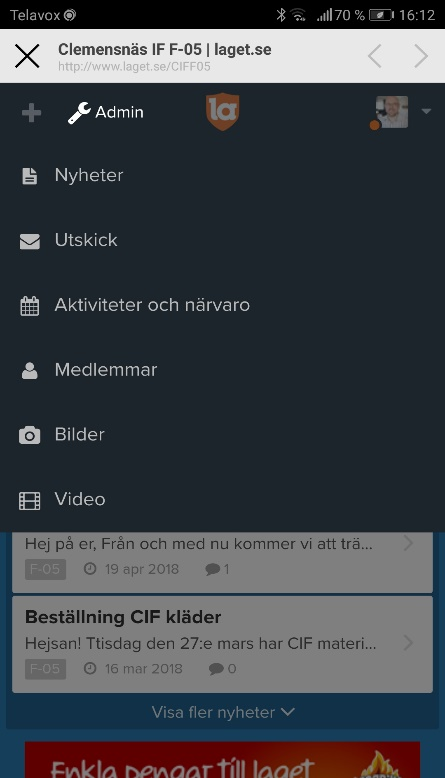 Telavox 70 % 16:12
Clemensnäs IF F-05 | laget.se
http://www.laget.se/CIFF05
Admin
la
Nyheter
Utskick
Aktiviteter och närvaro
Medlemmar
Bilder
Video
Hej på er, Från och med nu kommer vi att trä...
F-05 19 apr 2018 1
Beställning CIF kläder
Hejsan! Ttisdag den 27:e mars har CIF materi...
F-05 16 mar 2018 0
Visa fler nyheter
Enkla pengar till laget